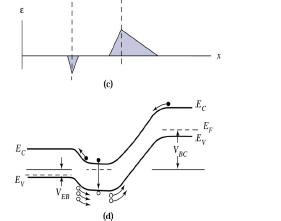 ε
x
(c)
E_C
E_F
E_V
V_BC
E_C
E_V
V_EB
(d)